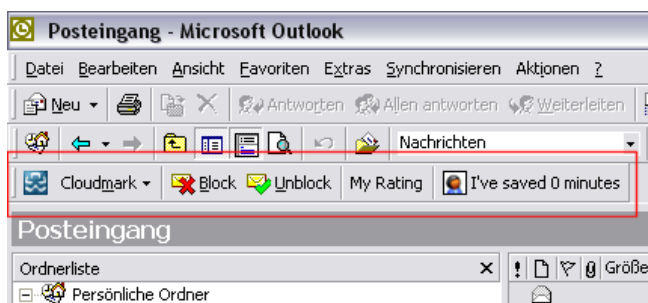 Posteingang - Microsoft Outlook
Datei Bearbeiten Ansicht Favoriten Extras Synchronisieren Aktionen ?
Neu Antworten Allen antworten Weiterleiten
Nachrichten
Cloudmark Block Unblock My Rating I've saved 0 minutes
Posteingang
Ordnerliste x ! Größe
Persönliche Ordner